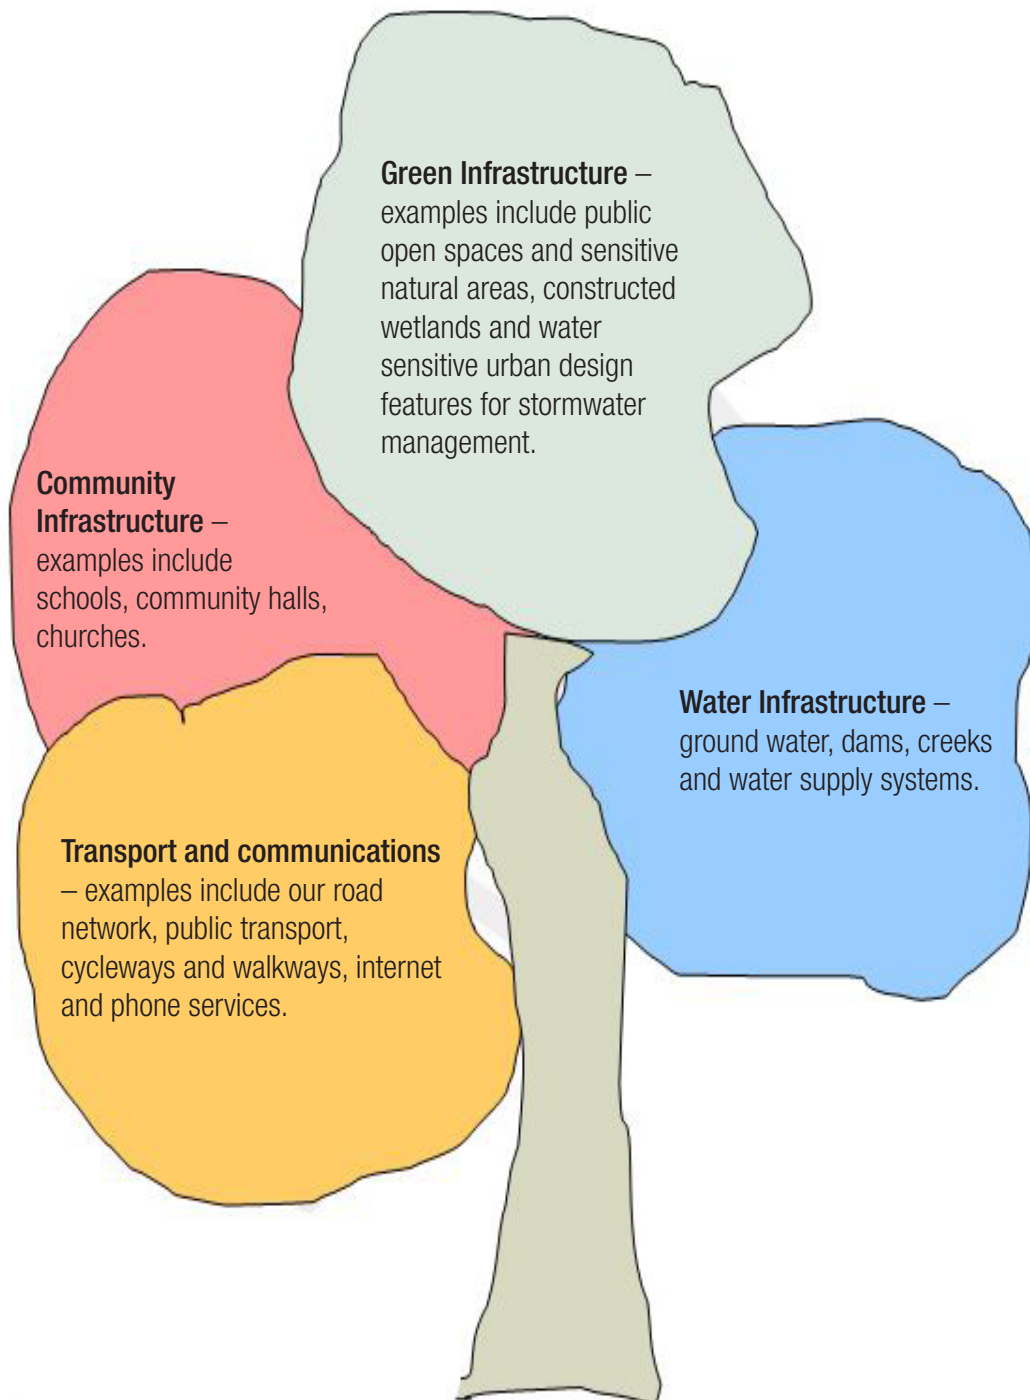 Green Infrastructure –
examples include public
open spaces and sensitive
natural areas, constructed
wetlands and water
sensitive urban design
features for stormwater
management.
Community
Infrastructure –
examples include
schools, community halls,
churches.
Water Infrastructure –
ground water, dams, creeks
and water supply systems.
Transport and communications
– examples include our road
network, public transport,
cycleways and walkways, internet
and phone services.